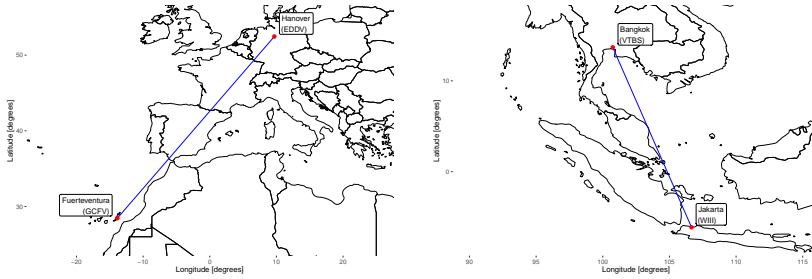 Hanover
(EDDV)
50
40
30
Latitude [degrees]
Fuerteventura
(GCFV)
−20
−10
0
10
20
Longitude [degrees]
Bangkok
(VTBS)
10
0
Latitude [degrees]
Jakarta
(WIII)
90
95
100
105
110
115
Longitude [degrees]